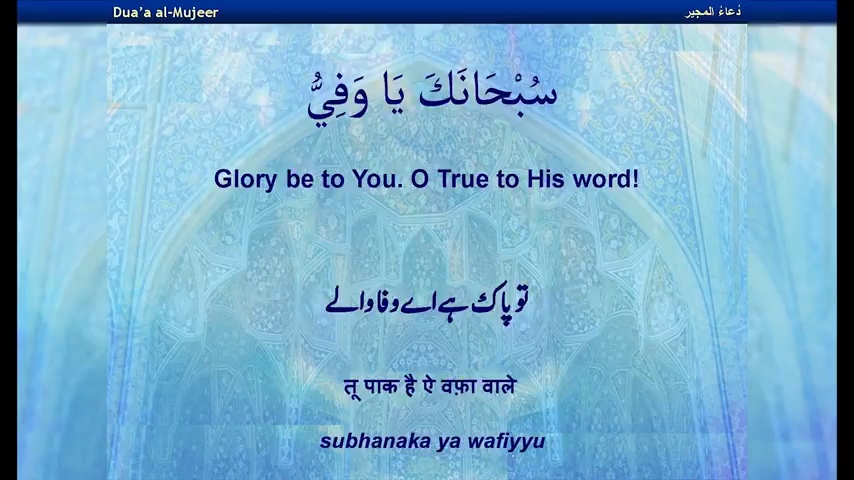 Dua’a al-Mujeer
دُعاءُ المجير
سُبْحَانَكَ يَا وَفِيُّ
Glory be to You. O True to His word!
تو پاک ہے اے وفا والے
तू पाक है ऐ वफ़ा वाले
subhanaka ya wafiyyu